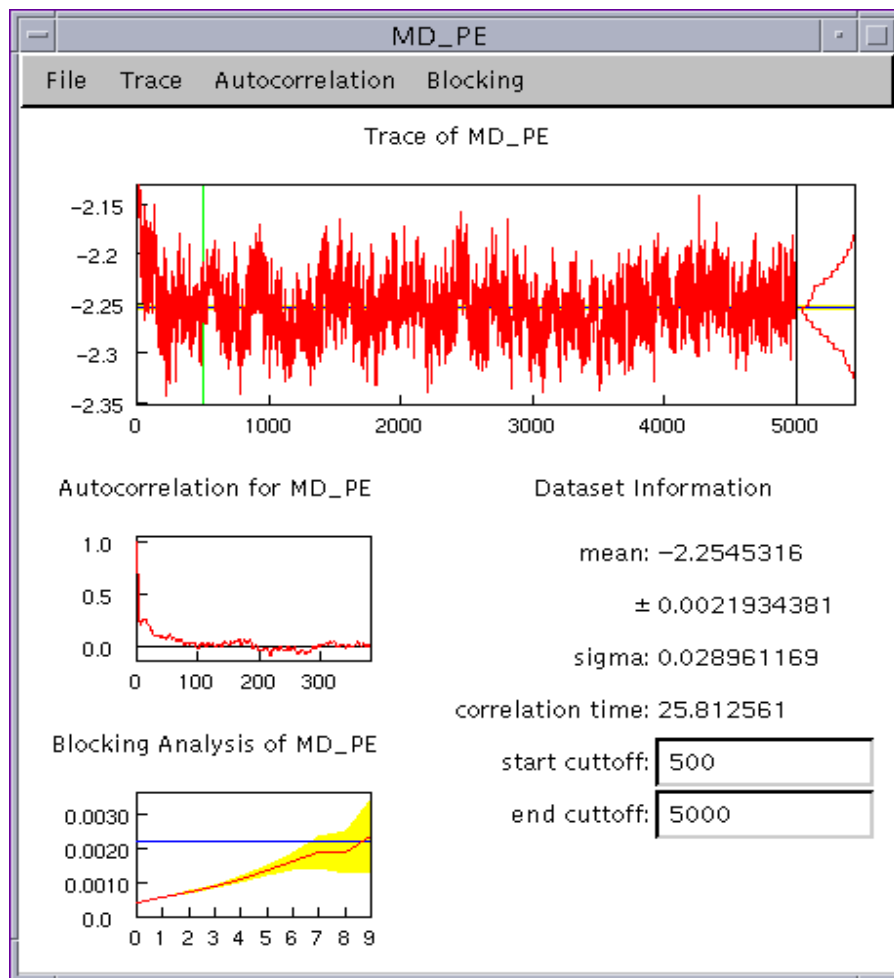 MD_PE
File Trace Autocorrelation Blocking
Trace of MD_PE
−2.15
−2.2
−2.25
−2.3
−2.35
0 1000 2000 3000 4000 5000
Autocorrelation for MD_PE
1.0
0.5
0.0
0 100 200 300
Dataset Information
mean: −2.2545316
± 0.0021934381
sigma: 0.028961169
correlation time: 25.812561
start cuttoff: 500
end cuttoff: 5000
Blocking Analysis of MD_PE
0.0030
0.0020
0.0010
0.0
0 1 2 3 4 5 6 7 8 9